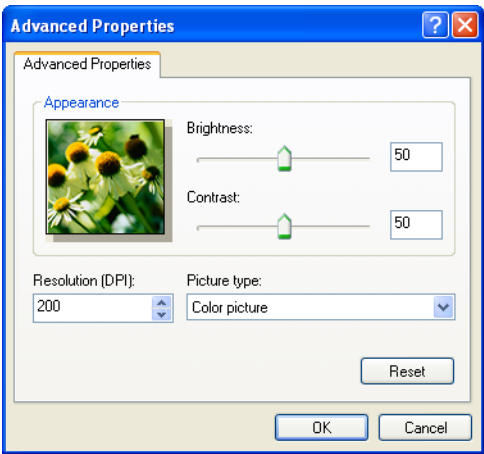 Advanced Properties
Advanced Properties
Appearance
Brightness:
50
Contrast:
50
Resolution (DPI):
200
Picture type:
Color picture
Reset
OK
Cancel